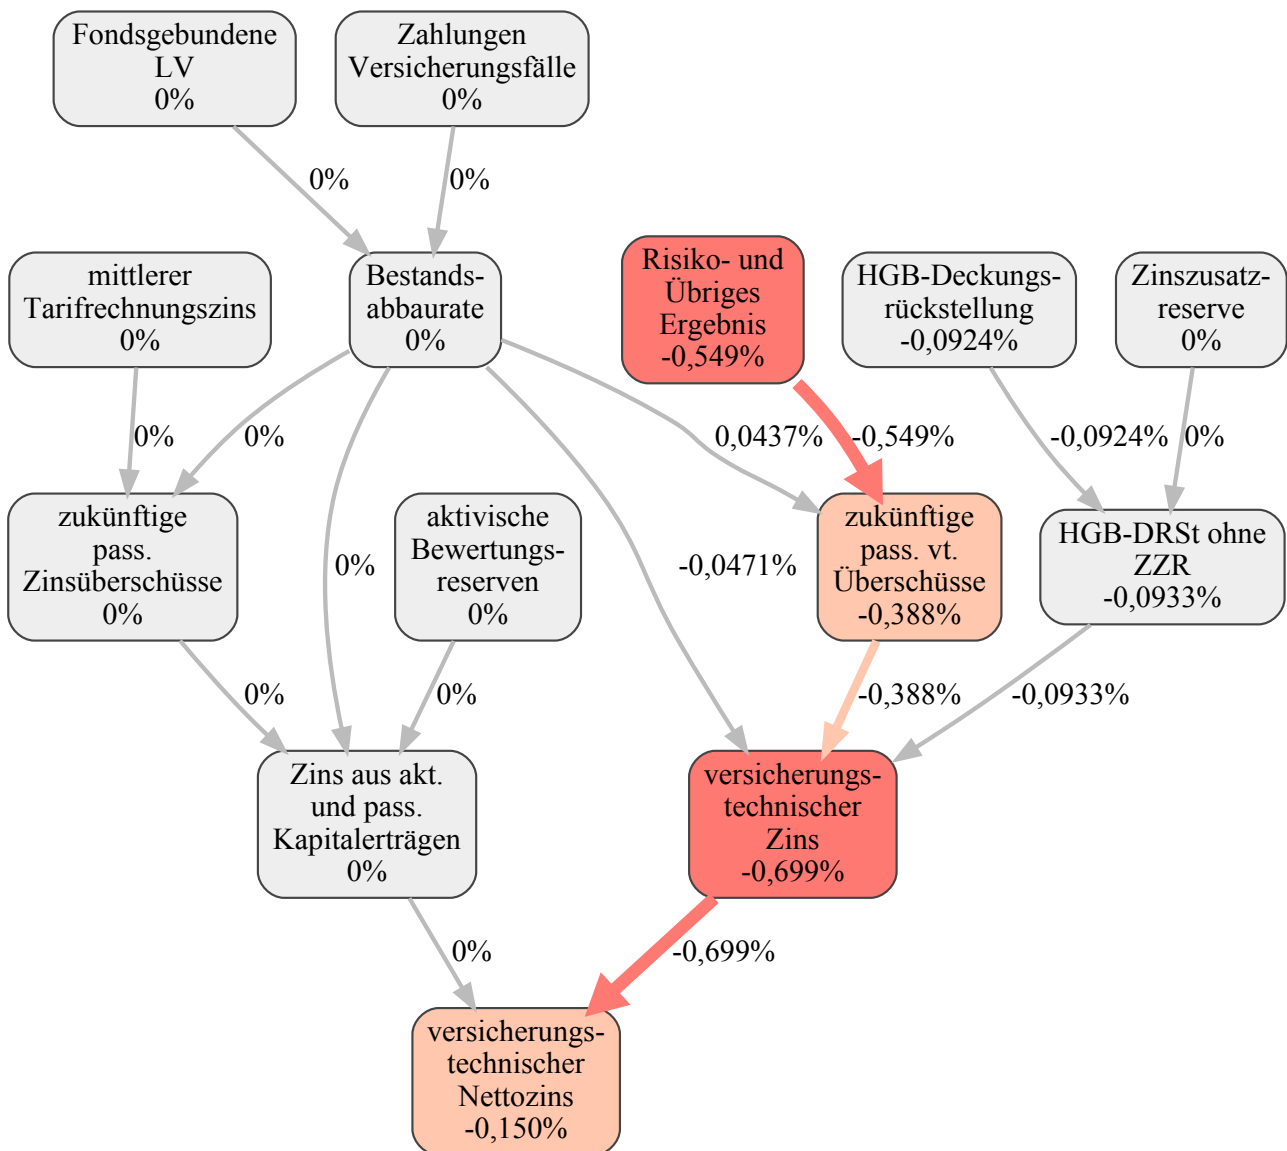 Fondsgebundene
LV
0%
Zahlungen
Versicherungsfälle
0%
0%
0%
mittlerer
Tarifrechnungszins
0%
Bestands-
abbaurate
0%
Risiko- und
Übriges
Ergebnis
-0,549%
HGB-Deckungs-
rückstellung
-0,0924%
Zinszusatz-
reserve
0%
0%
0%
0,0437%
-0,549%
-0,0924%
0%
zukünftige
pass.
Zinsüberschüsse
0%
aktivische
Bewertungs-
reserven
0%
0%
-0,0471%
zukünftige
pass. vt.
Überschüsse
-0,388%
HGB-DRSt ohne
ZZR
-0,0933%
0%
0%
-0,388%
-0,0933%
Zins aus akt.
und pass.
Kapitalerträgen
0%
versicherungs-
technischer
Zins
-0,699%
0%
-0,699%
versicherungs-
technischer
Nettozins
-0,150%